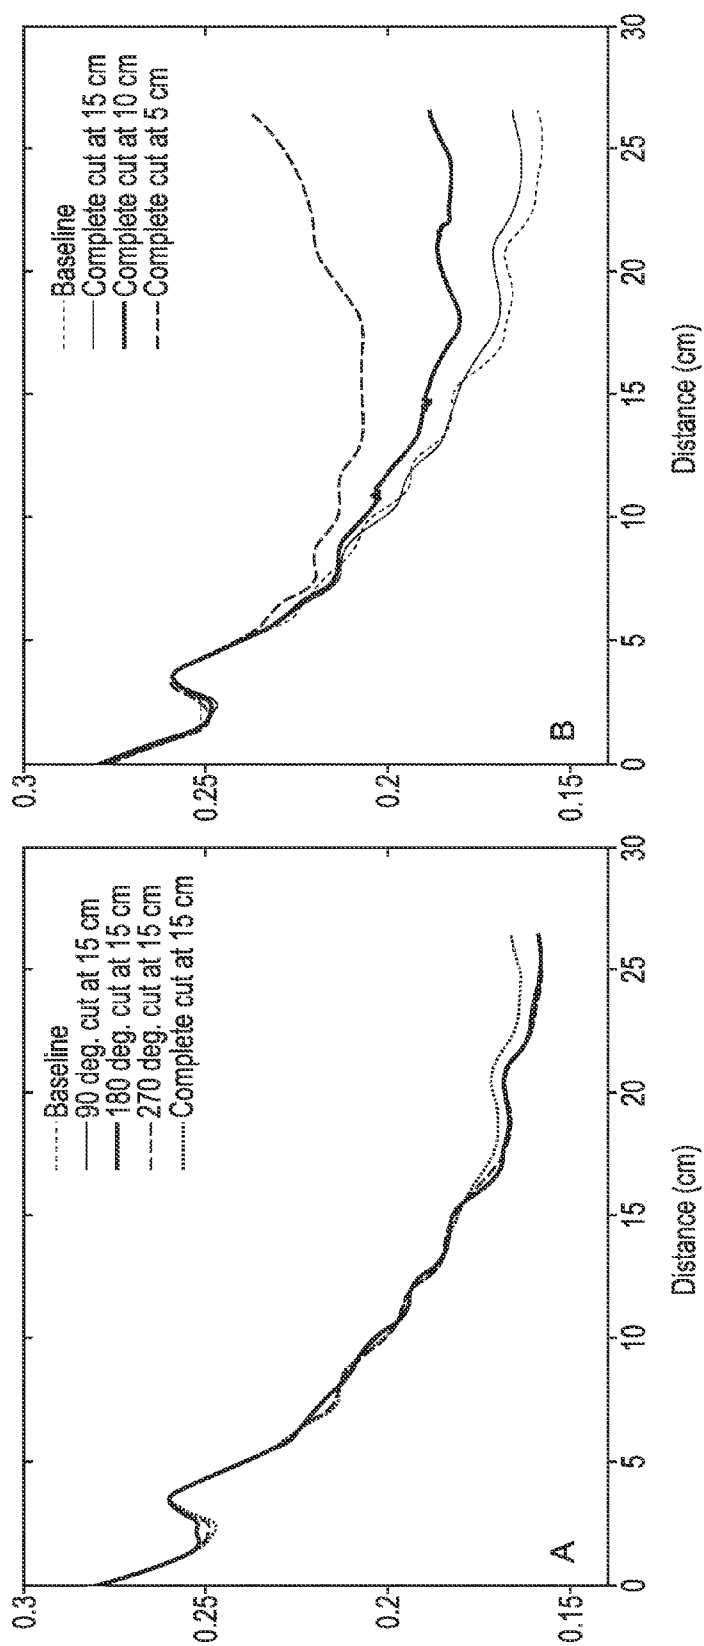 0.3
0.25
0.2
0.15
0
5
10
15
20
25
30
Distance (cm)
A
Baseline
90 deg. cut at 15 cm
180 deg. cut at 15 cm
270 deg. cut at 15 cm
Complete cut at 15 cm
0.3
0.25
0.2
0.15
0
5
10
15
20
25
30
Distance (cm)
B
Baseline
Complete cut at 15 cm
Complete cut at 10 cm
Complete cut at 5 cm